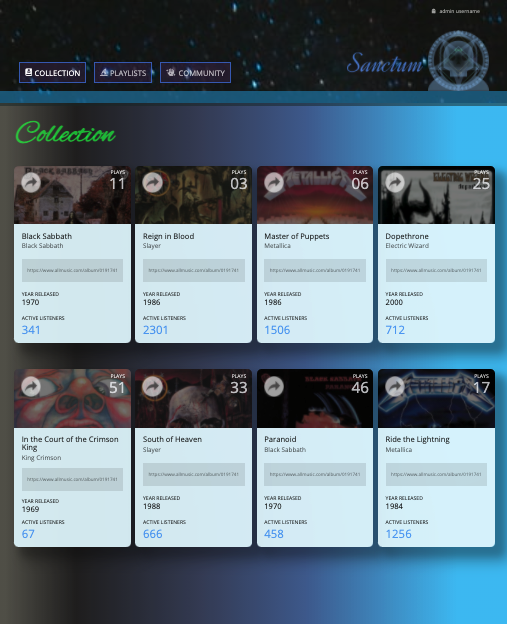 admin username
Sanctum
COLLECTION
PLAYLISTS
COMMUNITY
Collection
PLAYS
11
Black Sabbath
Black Sabbath
https://www.allmusic.com/album/0191741
YEAR RELEASED
1970
ACTIVE LISTENERS
341
PLAYS
03
Reign in Blood
Slayer
https://www.allmusic.com/album/0191741
YEAR RELEASED
1986
ACTIVE LISTENERS
2301
METALLICA
PLAYS
06
Master of Puppets
Metallica
https://www.allmusic.com/album/0191741
YEAR RELEASED
1986
ACTIVE LISTENERS
1506
ELECTRIC WIZARD
PLAYS
25
Dopethrone
Electric Wizard
https://www.allmusic.com/album/0191741
YEAR RELEASED
2000
ACTIVE LISTENERS
712
PLAYS
51
In the Court of the Crimson
King
King Crimson
https://www.allmusic.com/album/0191741
YEAR RELEASED
1969
ACTIVE LISTENERS
67
PLAYS
33
South of Heaven
Slayer
https://www.allmusic.com/album/0191741
YEAR RELEASED
1988
ACTIVE LISTENERS
666
BLACK SABBATH
PLAYS
46
Paranoid
Black Sabbath
https://www.allmusic.com/album/0191741
YEAR RELEASED
1970
ACTIVE LISTENERS
458
PLAYS
17
Ride the Lightning
Metallica
https://www.allmusic.com/album/0191741
YEAR RELEASED
1984
ACTIVE LISTENERS
1256